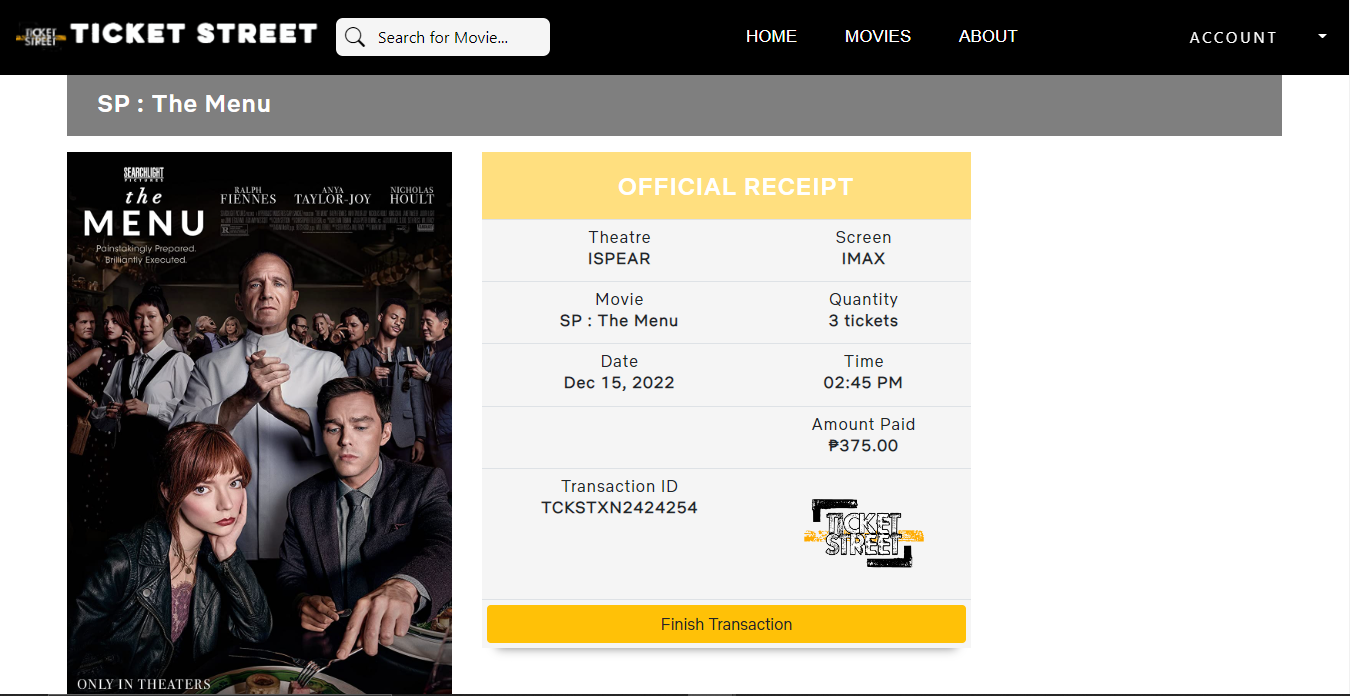 TICKET STREET
TICKET STREET
Search for Movie...
HOME
MOVIES
ABOUT
ACCOUNT
SP : The Menu
SEARCHLIGHT
PICTURES
the
MENU
Painstakingly Prepared.
Brilliantly Executed.
RALPH
FIENNES
ANYA
TAYLOR-JOY
NICHOLAS
HOULT
R
ONLY IN THEATERS
OFFICIAL RECEIPT
Theatre
ISPEAR
Screen
IMAX
Movie
SP : The Menu
Quantity
3 tickets
Date
Dec 15, 2022
Time
02:45 PM
Amount Paid
₱375.00
Transaction ID
TCKSTXN2424254
TICKET
STREET
Finish Transaction